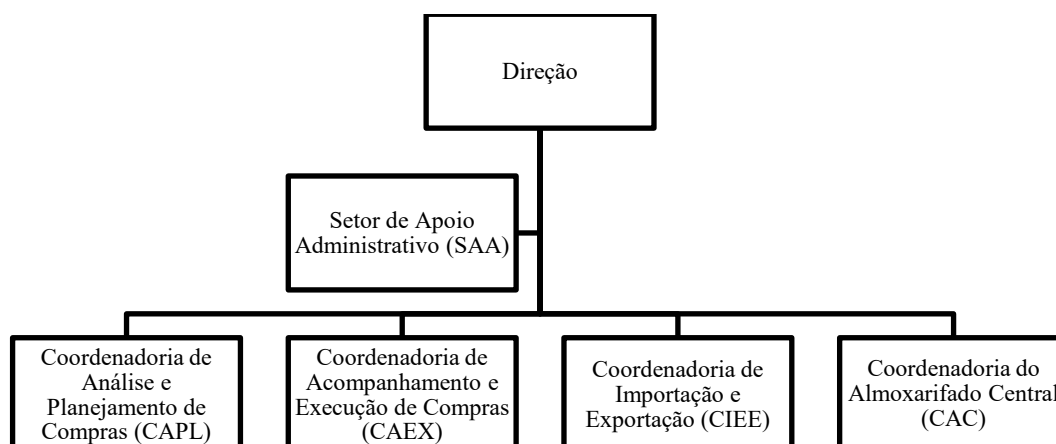 Direção
Setor de Apoio
Administrativo (SAA)
Coordenadoria de
Análise e
Planejamento de
Compras (CAPL)
Coordenadoria de
Acompanhamento e
Execução de Compras
(CAEX)
Coordenadoria de
Importação e
Exportação (CIEE)
Coordenadoria do
Almoxarifado Central
(CAC)